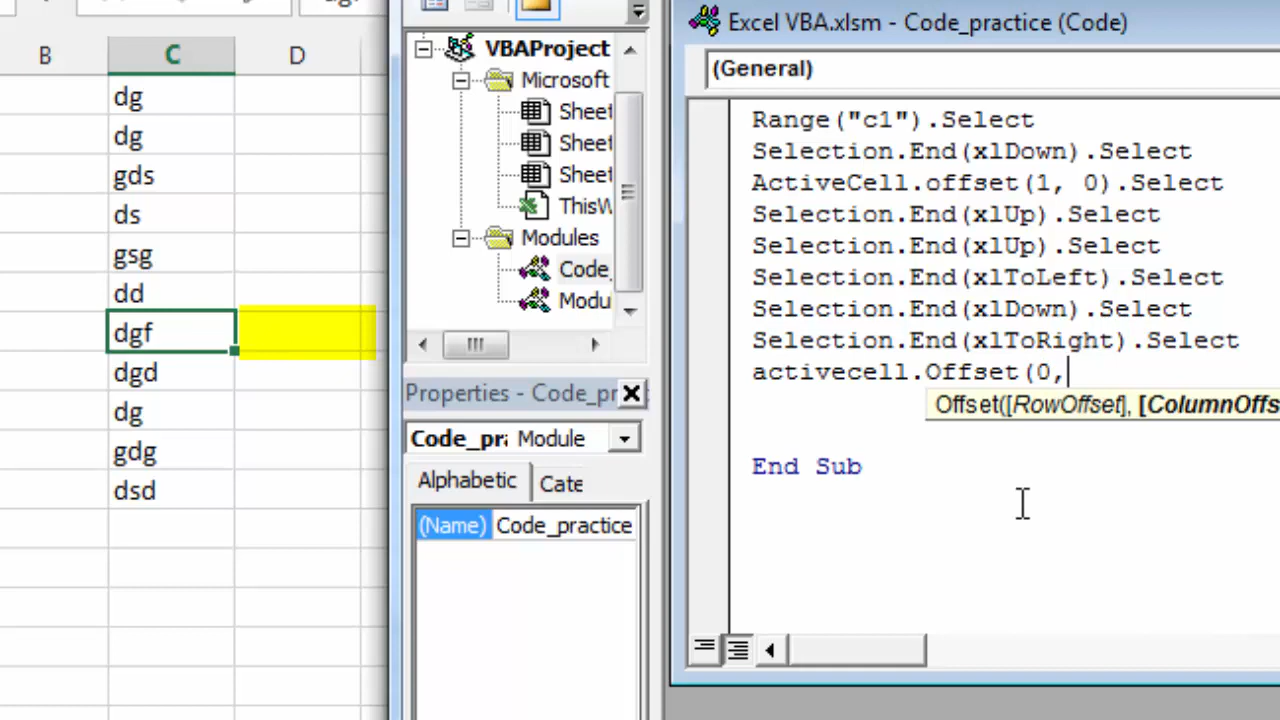 B C D
dg
dg
gds
ds
gsg
dd
dgf
dgd
dg
gdg
dsd
VBAProject
Microsoft
Sheet
Sheet
Sheet
ThisW
Modules
Code_
Modu
Properties - Code_pr
Code_pr Module
Alphabetic Cate
(Name) Code_practice
Excel VBA.xlsm - Code_practice (Code)
(General)
Range("c1").Select
Selection.End(xlDown).Select
ActiveCell.offset(1, 0).Select
Selection.End(xlUp).Select
Selection.End(xlUp).Select
Selection.End(xlToLeft).Select
Selection.End(xlDown).Select
Selection.End(xlToRight).Select
activecell.Offset(0,
Offset([RowOffset], [ColumnOffs
End Sub